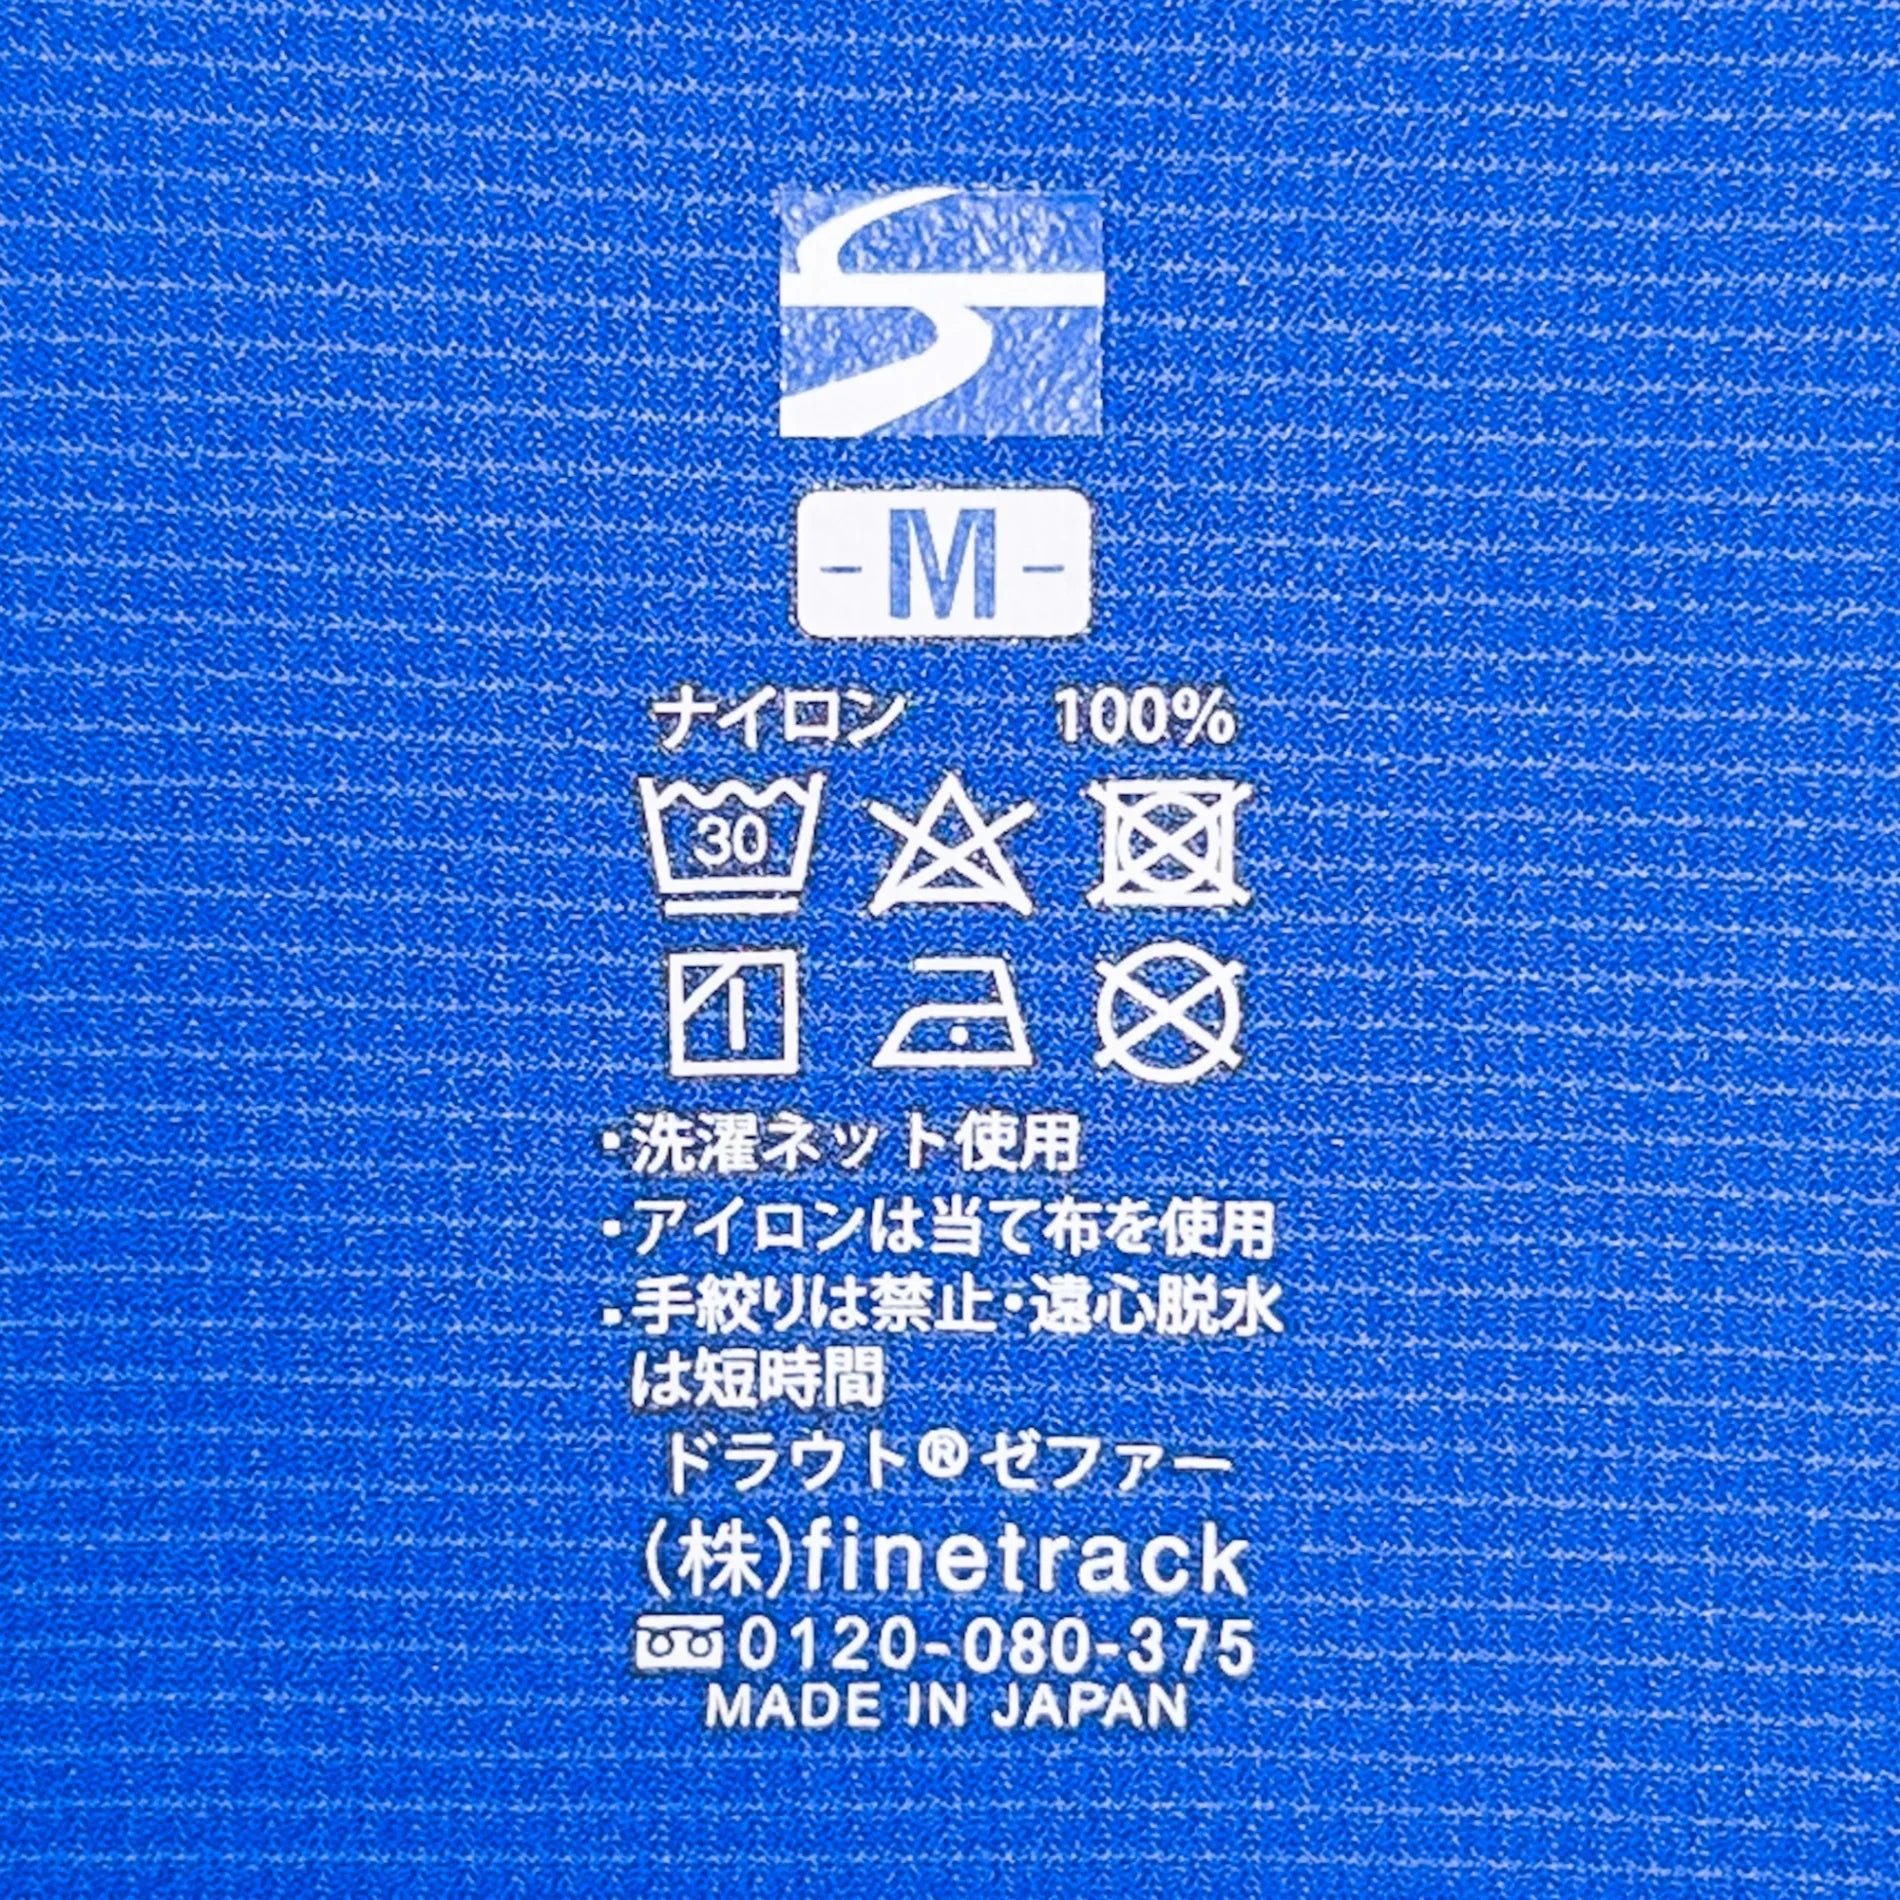 -M-
ナイロン 100%
30
・洗濯ネット使用
・アイロンは当て布を使用
・手絞りは禁止・遠心脱水
は短時間
ドラウト®ゼファー
(株)finetrack
0120-080-375
MADE IN JAPAN